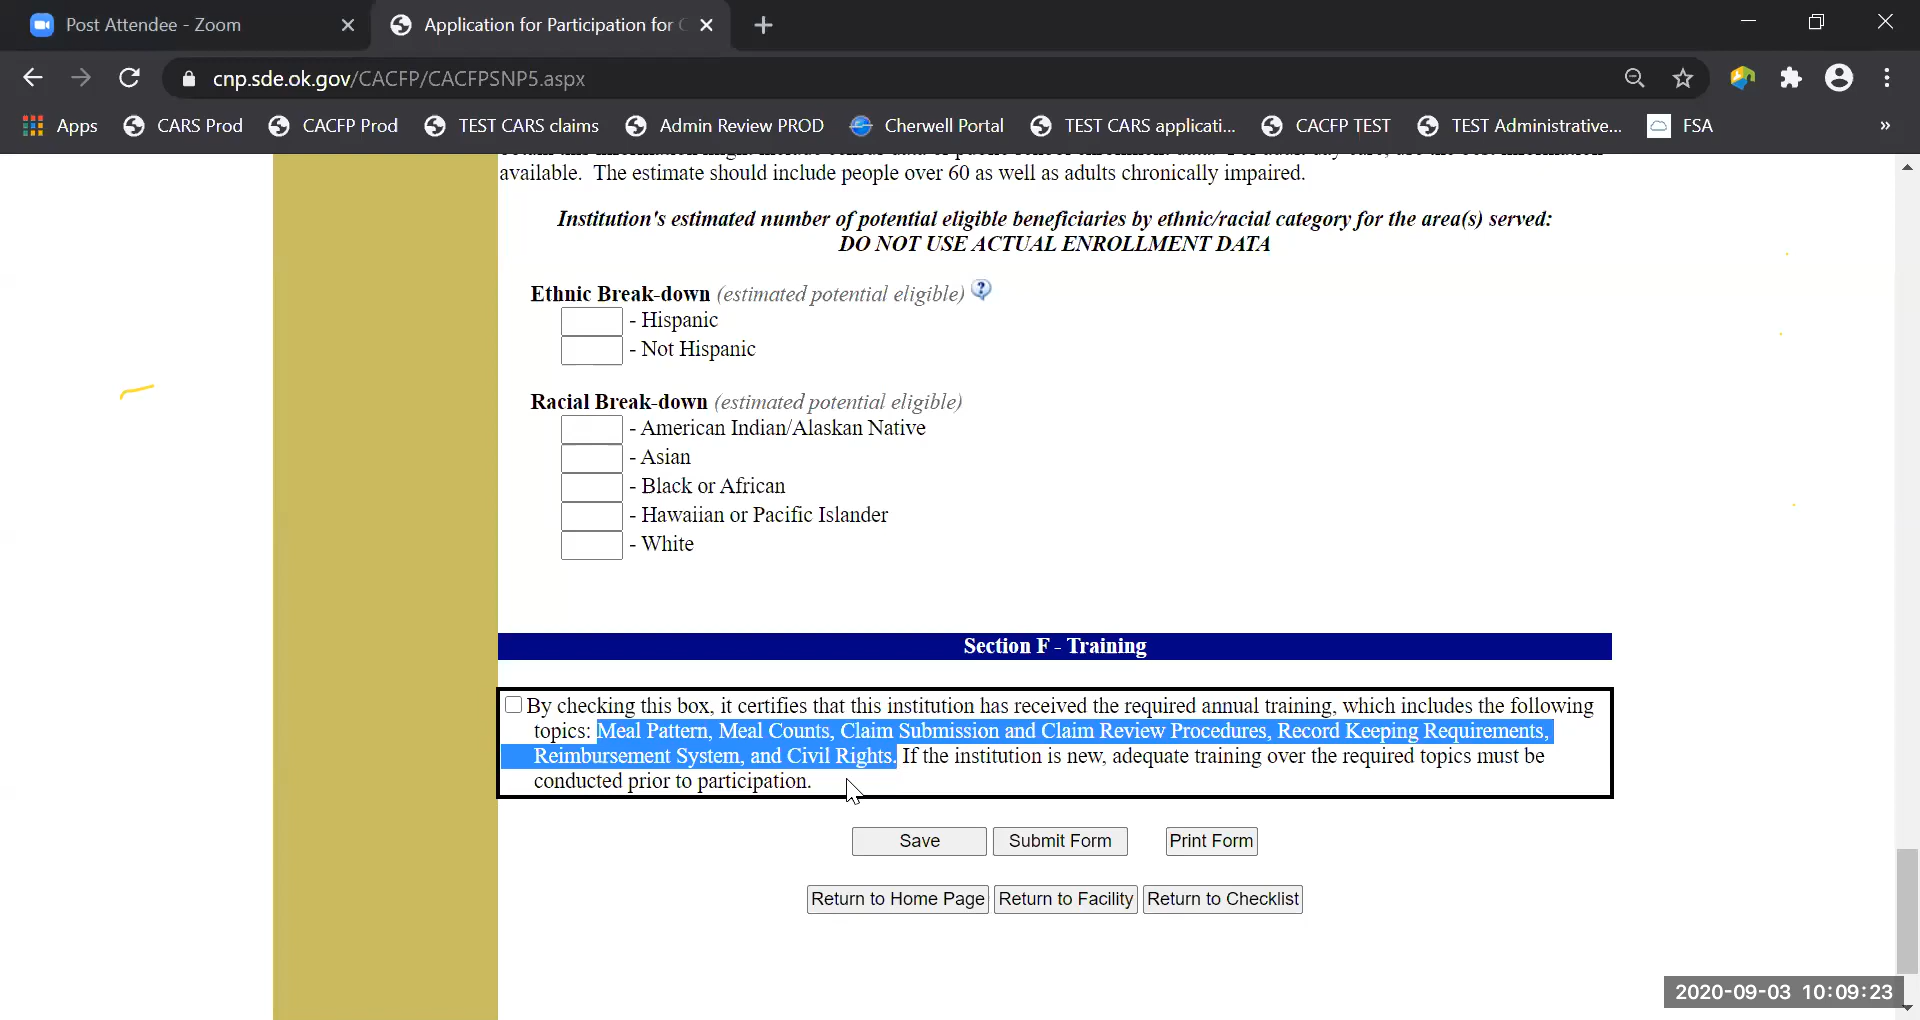 Post Attendee - Zoom
Application for Participation for C
cnp.sde.ok.gov/CACFP/CACFPSNP5.aspx
Apps CARS Prod CACFP Prod TEST CARS claims Admin Review PROD Cherwell Portal TEST CARS applicati... CACFP TEST TEST Administrative... FSA »
available. The estimate should include people over 60 as well as adults chronically impaired.
Institution's estimated number of potential eligible beneficiaries by ethnic/racial category for the area(s) served:
DO NOT USE ACTUAL ENROLLMENT DATA
Ethnic Break-down (estimated potential eligible) ?
- Hispanic
- Not Hispanic
Racial Break-down (estimated potential eligible)
- American Indian/Alaskan Native
- Asian
- Black or African
- Hawaiian or Pacific Islander
- White
Section F - Training
By checking this box, it certifies that this institution has received the required annual training, which includes the following
topics: Meal Pattern, Meal Counts, Claim Submission and Claim Review Procedures, Record Keeping Requirements,
Reimbursement System, and Civil Rights. If the institution is new, adequate training over the required topics must be
conducted prior to participation.
Save Submit Form Print Form
Return to Home Page Return to Facility Return to Checklist
2020-09-03 10:09:23